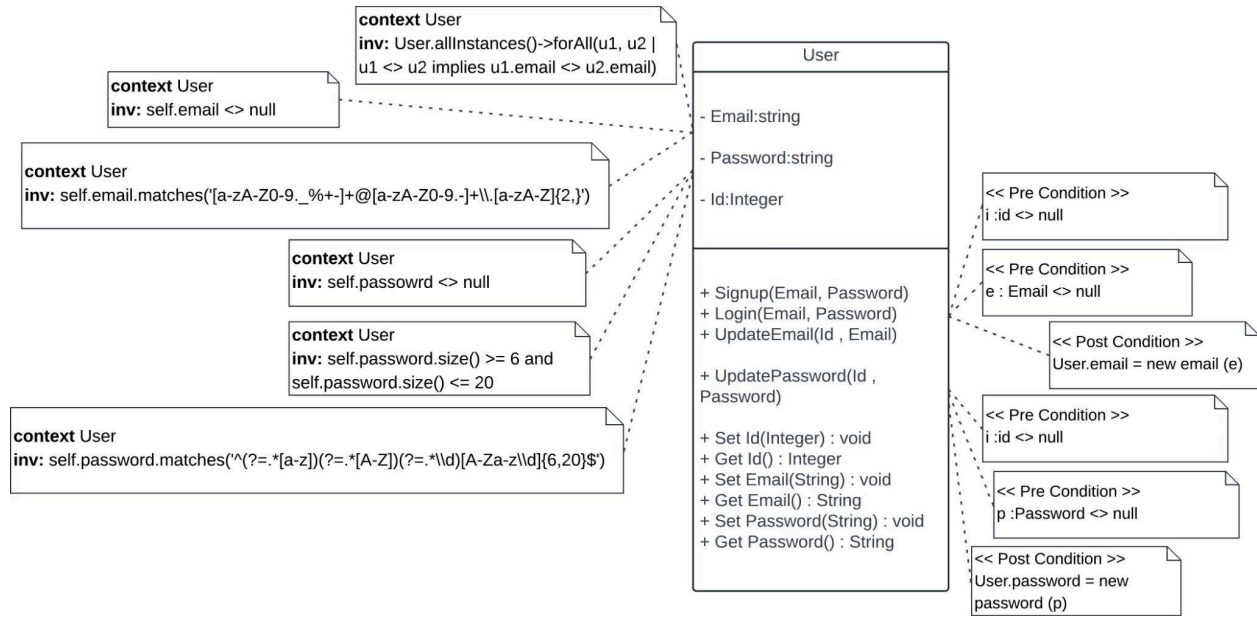 context User
inv: User.allInstances()->forAll(u1, u2 |
u1 <> u2 implies u1.email <> u2.email)
context User
inv: self.email <> null
context User
inv: self.email.matches('[a-zA-Z0-9._%+-]+@[a-zA-Z0-9.-]+\\.[a-zA-Z]{2,}')
context User
inv: self.passowrd <> null
context User
inv: self.password.size() >= 6 and
self.password.size() <= 20
context User
inv: self.password.matches('^(?=.*[a-z])(?=.*[A-Z])(?=.*\\d)[A-Za-z\\d]{6,20}$')
User
- Email:string
- Password:string
- Id:Integer
+ Signup(Email, Password)
+ Login(Email, Password)
+ UpdateEmail(Id , Email)
+ UpdatePassword(Id ,
Password)
+ Set Id(Integer) : void
+ Get Id() : Integer
+ Set Email(String) : void
+ Get Email() : String
+ Set Password(String) : void
+ Get Password() : String
<< Pre Condition >>
i :id <> null
<< Pre Condition >>
e : Email <> null
<< Post Condition >>
User.email = new email (e)
<< Pre Condition >>
i :id <> null
<< Pre Condition >>
p :Password <> null
<< Post Condition >>
User.password = new
password (p)